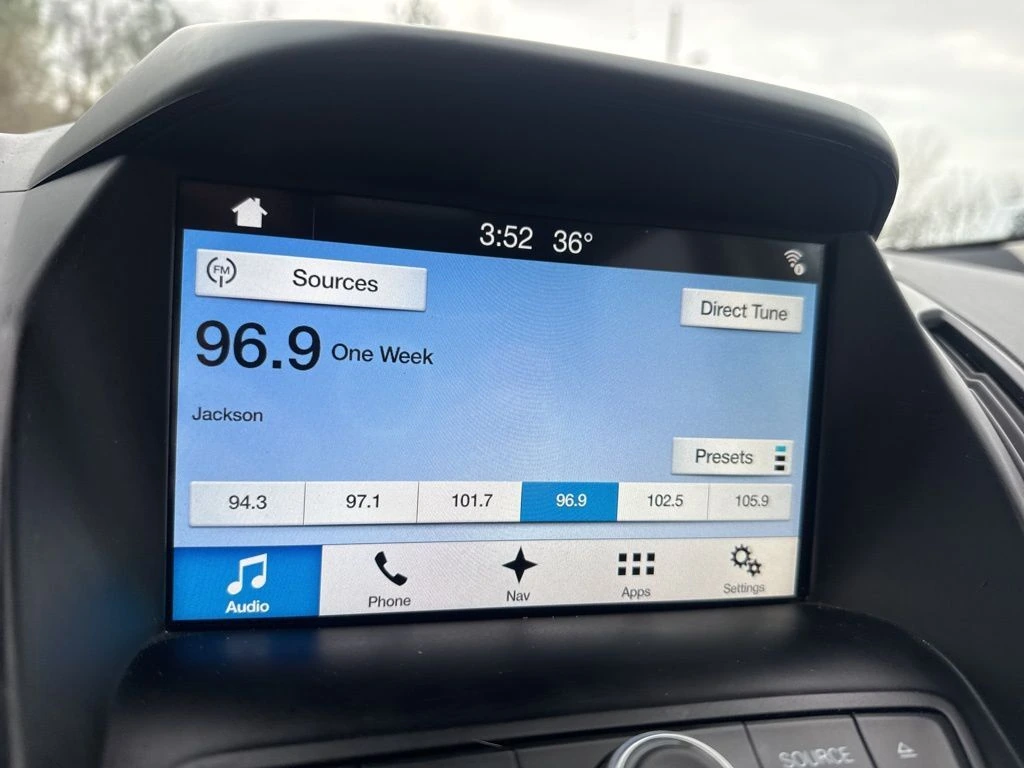 3:52 36°
FM Sources
Direct Tune
96.9 One Week
Jackson
Presets
94.3 97.1 101.7 96.9 102.5 105.9
Audio Phone Nav Apps Settings
SOURCE